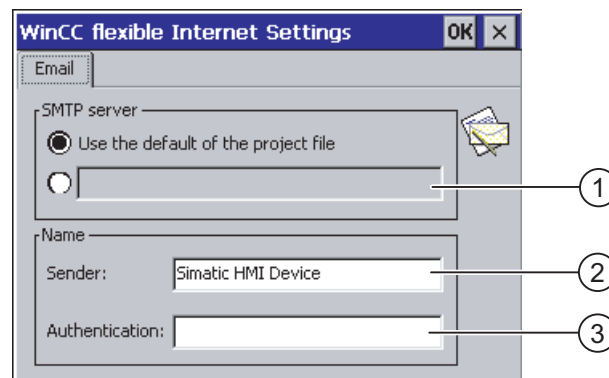 WinCC flexible Internet Settings OK ×
Email
SMTP server
Use the default of the project file
1
Name
Sender: Simatic HMI Device
2
Authentication:
3